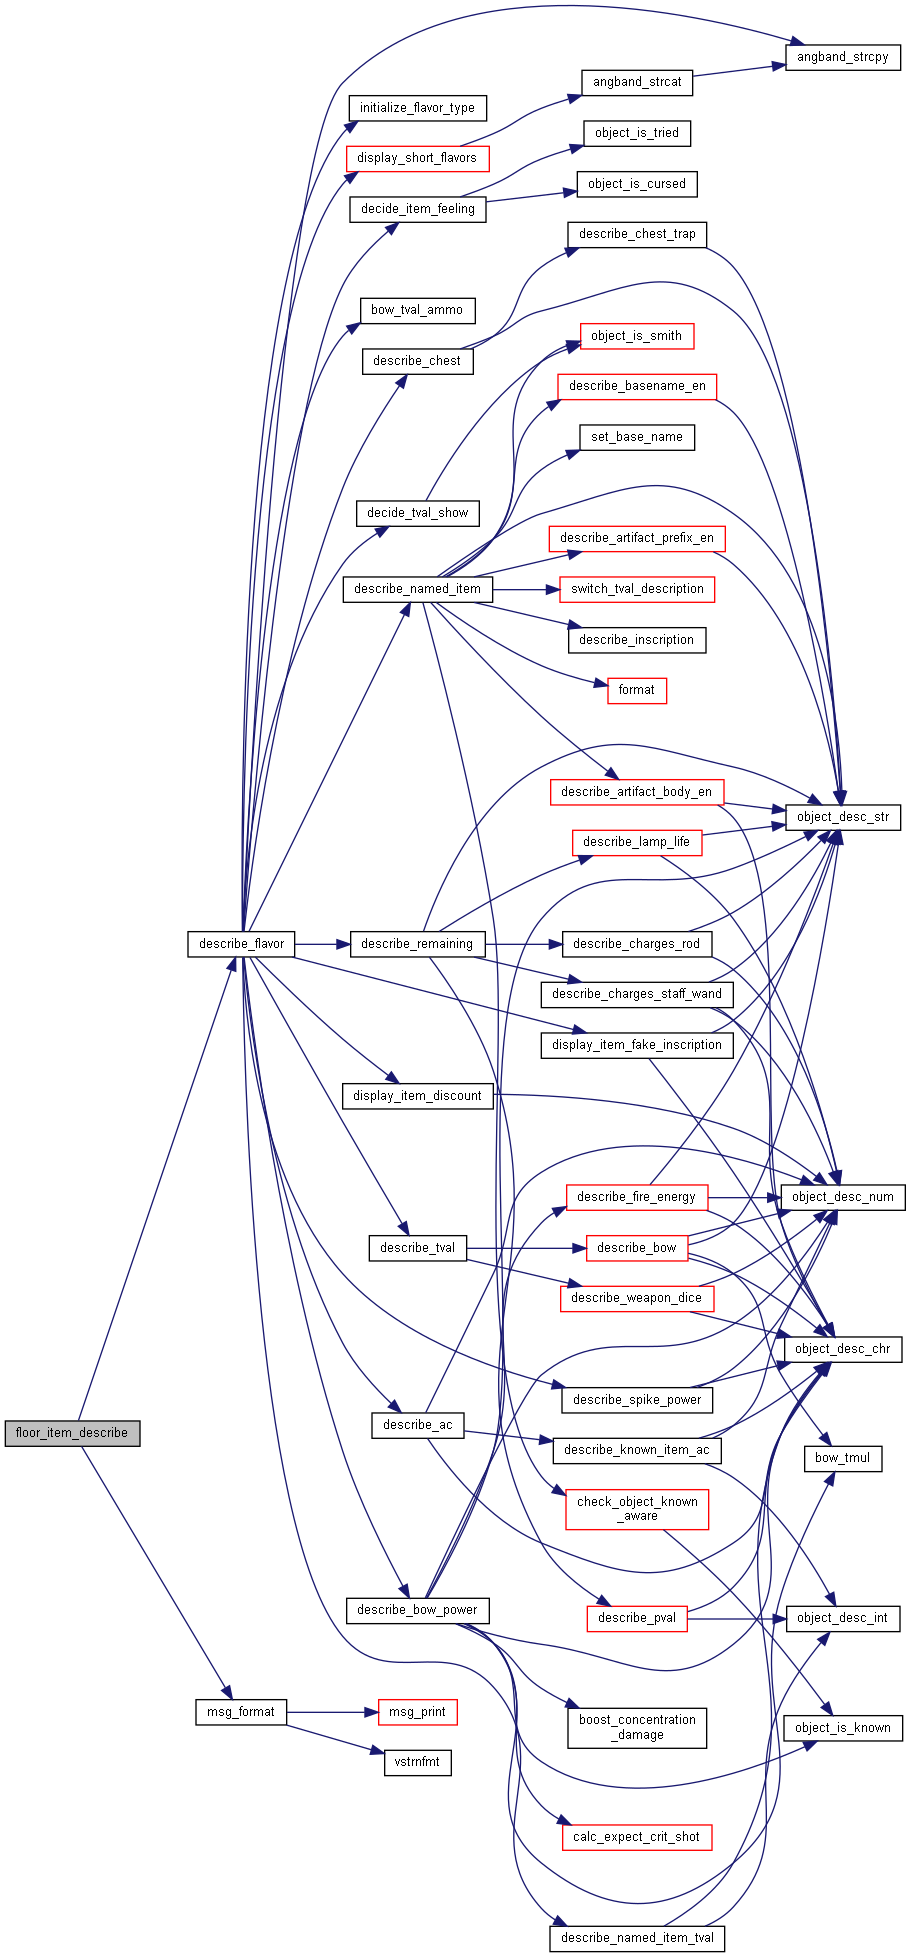 angband_strcpy
angband_strcat
initialize_flavor_type
object_is_tried
display_short_flavors
object_is_cursed
decide_item_feeling
describe_chest_trap
bow_tval_ammo
object_is_smith
describe_chest
describe_basename_en
set_base_name
decide_tval_show
describe_artifact_prefix_en
describe_named_item
switch_tval_description
describe_inscription
format
describe_artifact_body_en
object_desc_str
describe_lamp_life
describe_flavor
describe_remaining
describe_charges_rod
describe_charges_staff_wand
display_item_fake_inscription
display_item_discount
describe_fire_energy
object_desc_num
describe_tval
describe_bow
describe_weapon_dice
object_desc_chr
describe_spike_power
describe_ac
floor_item_describe
describe_known_item_ac
bow_tmul
check_object_known
_aware
describe_bow_power
describe_pval
object_desc_int
msg_format
msg_print
boost_concentration
_damage
object_is_known
vstrnfmt
calc_expect_crit_shot
describe_named_item_tval